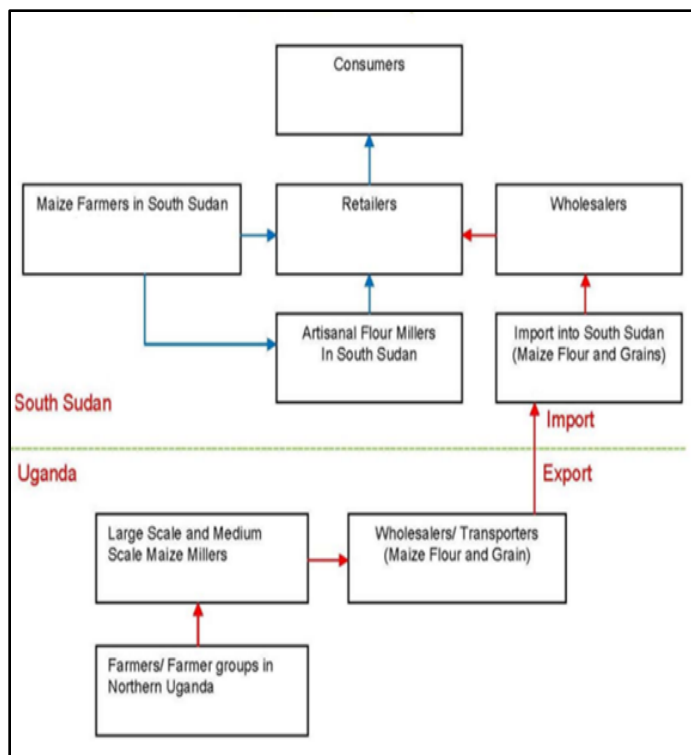 Consumers
Maize Farmers in South Sudan
Retailers
Wholesalers
Artisanal Flour Millers
In South Sudan
Import into South Sudan
(Maize Flour and Grains)
South Sudan
Import
Uganda
Export
Large Scale and Medium
Scale Maize Millers
Wholesalers/ Transporters
(Maize Flour and Grain)
Farmers/ Farmer groups in
Northern Uganda